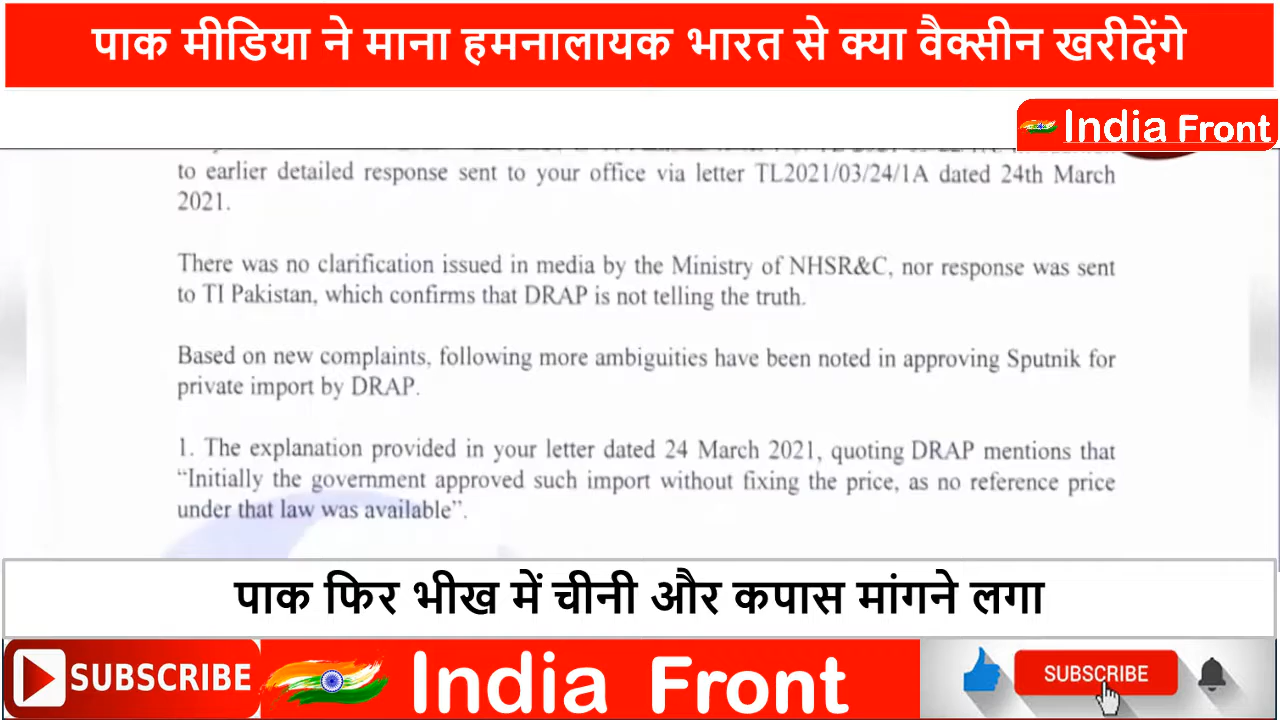 पाक मीडिया ने माना हमनालायक भारत से क्या वैक्सीन खरीदेंगे
India Front
to earlier detailed response sent to your office via letter TL2021/03/24/1A dated 24th March
2021.
There was no clarification issued in media by the Ministry of NHSR&C, nor response was sent
to TI Pakistan, which confirms that DRAP is not telling the truth.
Based on new complaints, following more ambiguities have been noted in approving Sputnik for
private import by DRAP.
1. The explanation provided in your letter dated 24 March 2021, quoting DRAP mentions that
“Initially the government approved such import without fixing the price, as no reference price
under that law was available”.
पाक फिर भीख में चीनी और कपास मांगने लगा
SUBSCRIBE India Front SUBSCRIBE